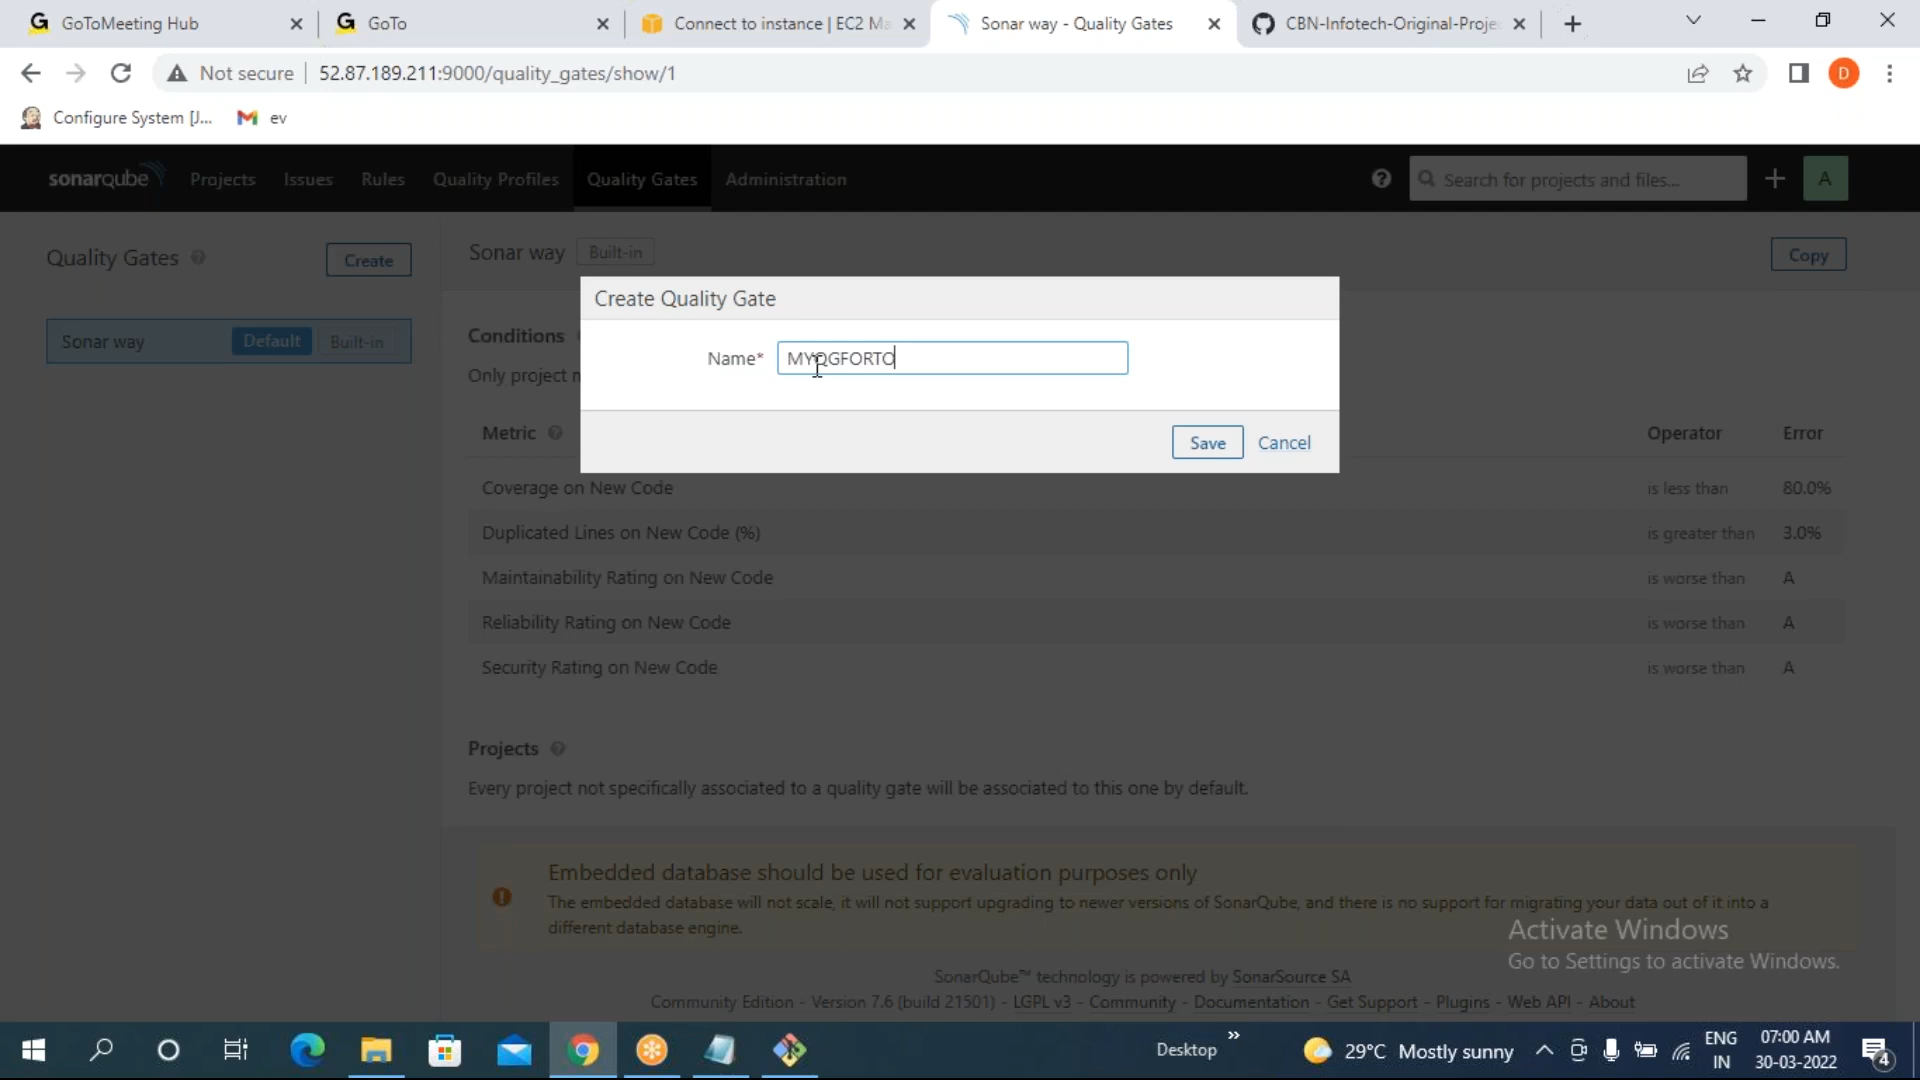 GoToMeeting Hub
GoTo
Connect to instance | EC2 Ma
Sonar way - Quality Gates
CBN-Infotech-Original-Proje
Not secure
52.87.189.211:9000/quality_gates/show/1
D
Configure System [J...
ev
sonarqube
Projects
Issues
Rules
Quality Profiles
Quality Gates
Administration
Search for projects and files...
A
Quality Gates
Create
Sonar way
Built-in
Copy
Create Quality Gate
Name*
MYQGFORTO
Save
Cancel
Sonar way
Default
Built-in
Conditions
Only project
Metric
Operator
Error
Coverage on New Code
is less than
80.0%
Duplicated Lines on New Code (%)
is greater than
3.0%
Maintainability Rating on New Code
is worse than
A
Reliability Rating on New Code
is worse than
A
Security Rating on New Code
is worse than
A
Projects
Every project not specifically associated to a quality gate will be associated to this one by default.
Embedded database should be used for evaluation purposes only
The embedded database will not scale, it will not support upgrading to newer versions of SonarQube, and there is no support for migrating your data out of it into a
different database engine.
Activate Windows
Go to Settings to activate Windows.
SonarQube™ technology is powered by SonarSource SA
Community Edition - Version 7.6 (build 21501) - LGPL v3 - Community - Documentation - Get Support - Plugins - Web API - About
Desktop
29°C Mostly sunny
ENG
IN
07:00 AM
30-03-2022
4